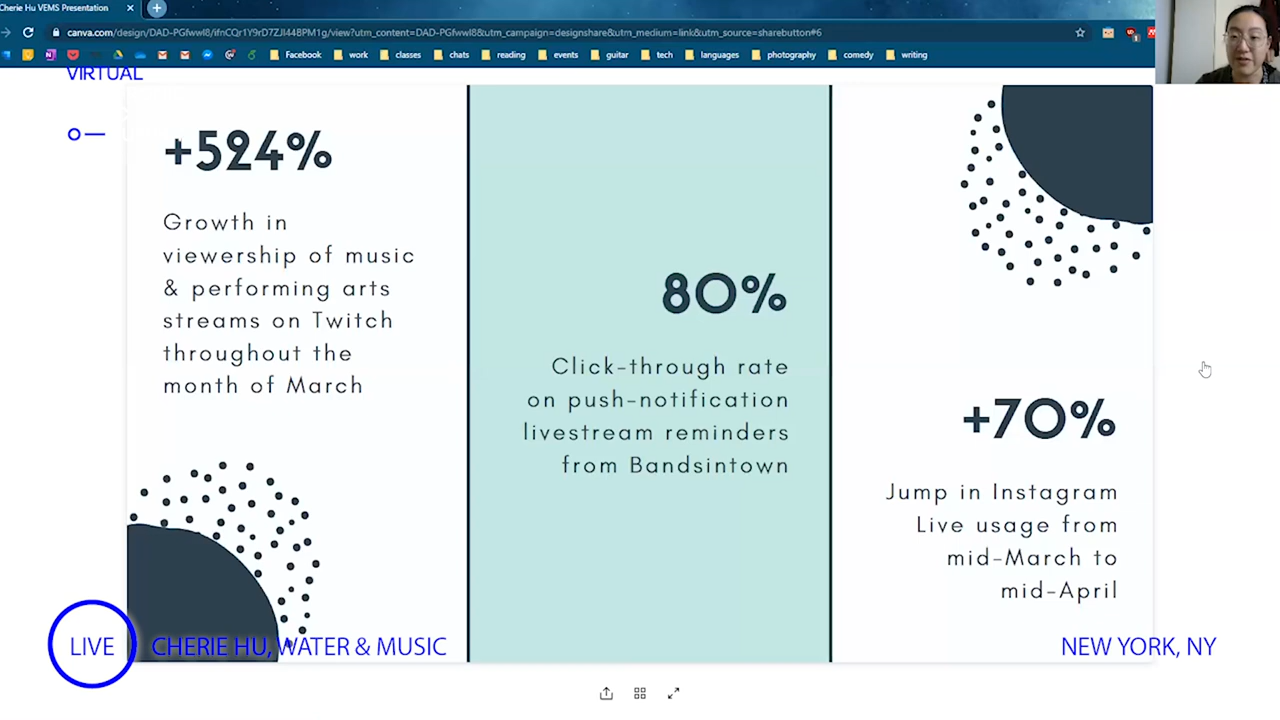 Cherie Hu VEMS Presentation
canva.com/design/DAD-PGfwwl8/ifnCQr1Y9rD7ZJl44BPM1g/view?utm_content=DAD-PGfwwl8&utm_campaign=designshare&utm_medium=link&utm_source=sharebutton#6
Facebook work classes chats reading events guitar tech languages photography comedy writing
VIRTUAL
+524%
Growth in
viewership of music
& performing arts
streams on Twitch
throughout the
month of March
80%
Click-through rate
on push-notification
livestream reminders
from Bandsintown
+70%
Jump in Instagram
Live usage from
mid-March to
mid-April
LIVE CHERIE HU, WATER & MUSIC NEW YORK, NY